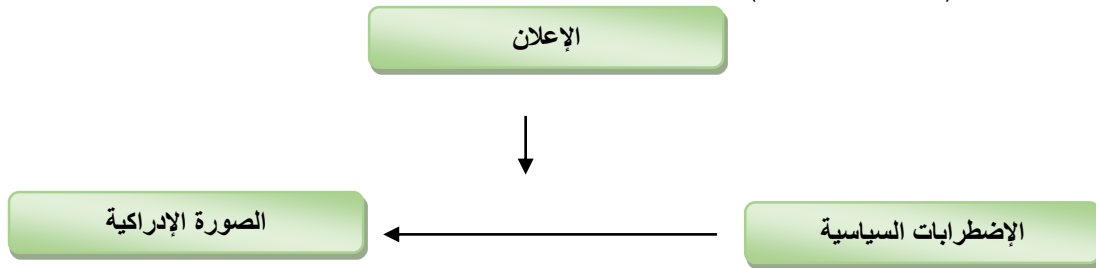 الإعلان
الإضطرابات السياسية
الصورة الإدراكية